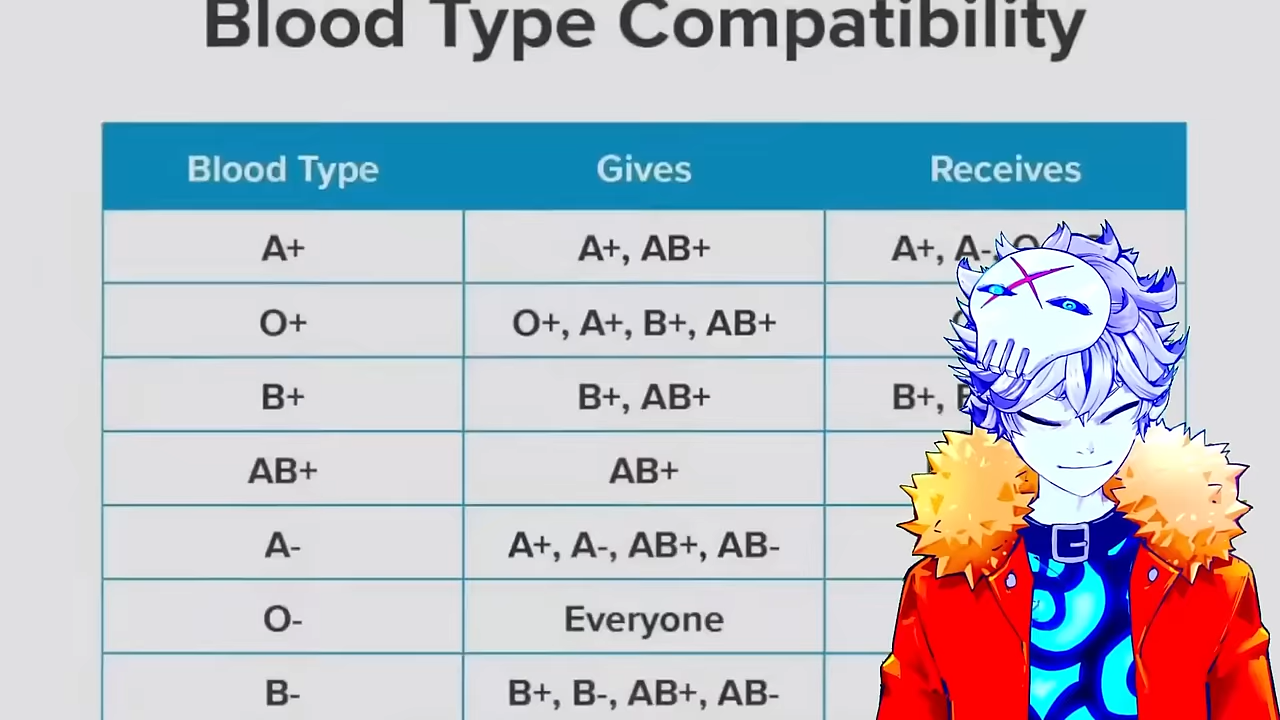 Blood Type Compatibility
Blood Type Gives Receives
A+ A+, AB+ A+, A-,
O+ O+, A+, B+, AB+
B+ B+, AB+ B+,
AB+ AB+
A- A+, A-, AB+, AB-
O- Everyone
B- B+, B-, AB+, AB-